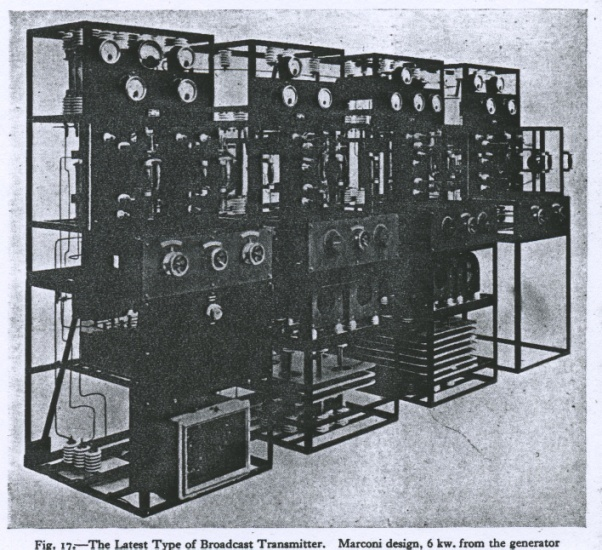 Fig. 17.—The Latest Type of Broadcast Transmitter. Marconi design, 6 kw. from the generator